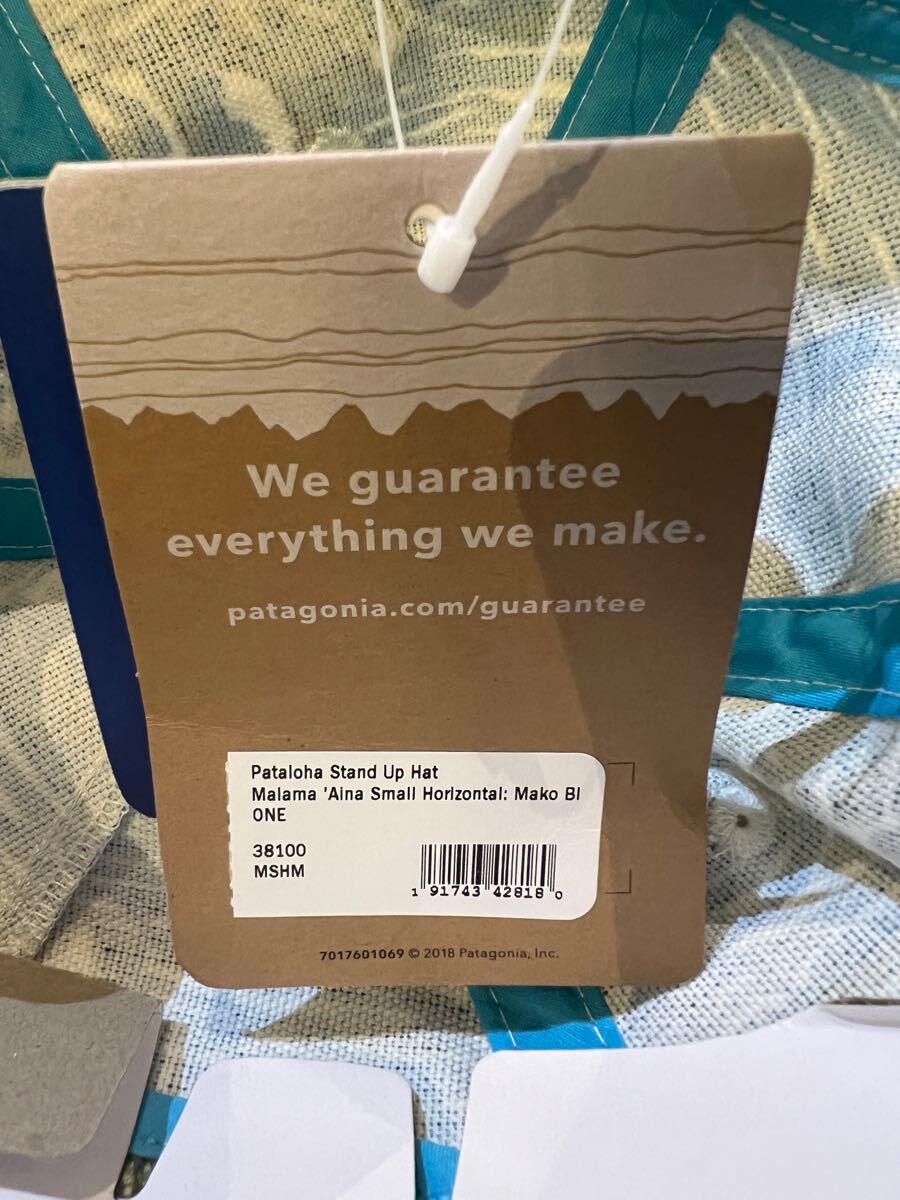 We guarantee
everything we make.
patagonia.com/guarantee
Pataloha Stand Up Hat
Malama 'Aina Small Horizontal: Mako Bl
ONE
38100
MSHM
1 91743 42818 0
7017601069 © 2018 Patagonia, Inc.